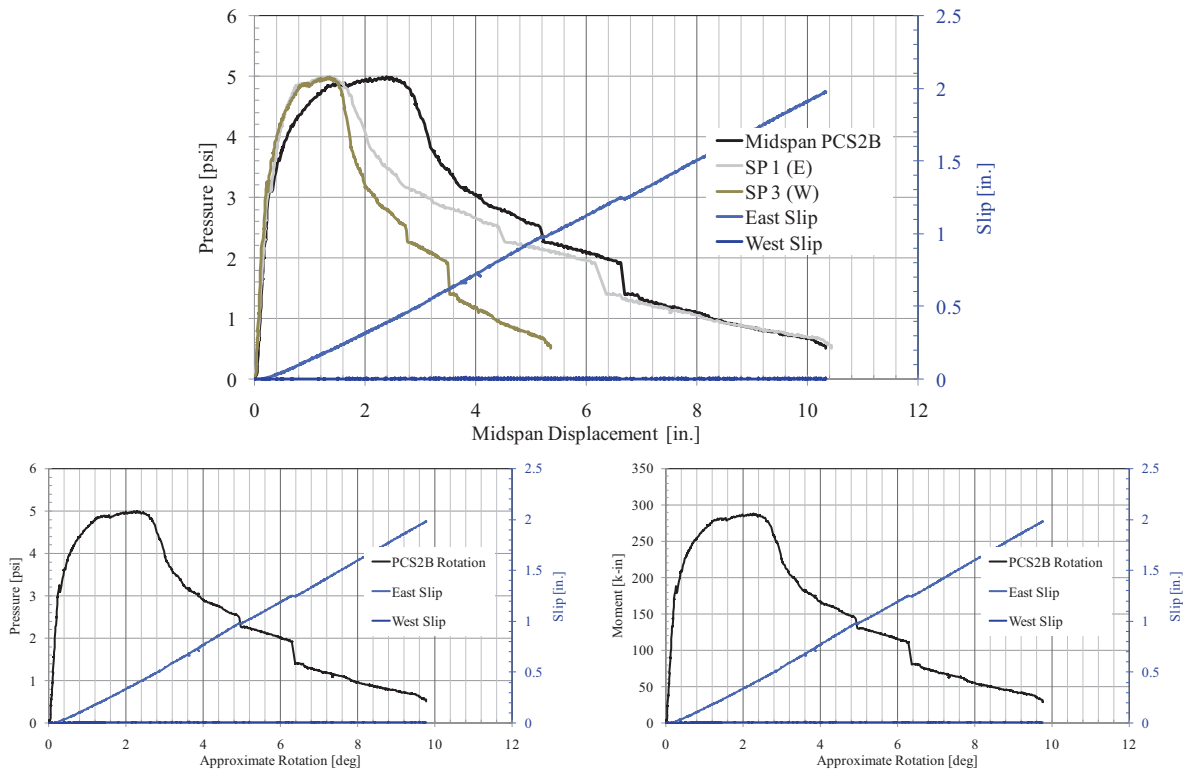 6
5
4
3
2
1
0
Pressure [psi]
2.5
2
1.5
1
0.5
0
Slip [in.]
Midspan PCS2B
SP 1 (E)
SP 3 (W)
East Slip
West Slip
0 2 4 6 8 10 12
Midspan Displacement [in.]
6
5
4
3
2
1
0
Pressure [psi]
2.5
2
1.5
1
0.5
0
Slip [in.]
PCS2B Rotation
East Slip
West Slip
0 2 4 6 8 10 12
Approximate Rotation [deg]
350
300
250
200
150
100
50
0
Moment [k-in]
2.5
2
1.5
1
0.5
0
Slip [in.]
PCS2B Rotation
East Slip
West Slip
0 2 4 6 8 10 12
Approximate Rotation [deg]